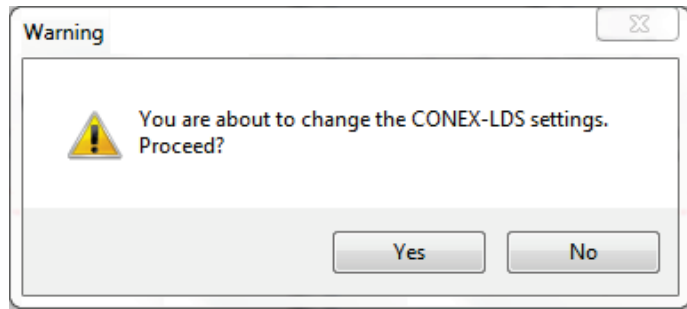 Warning
You are about to change the CONEX-LDS settings.
Proceed?
Yes No